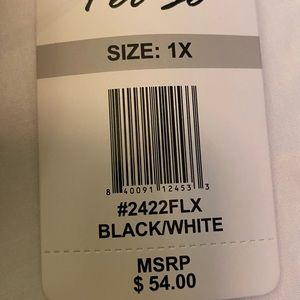 SIZE: 1X
8 40091 12453 3
#2422FLX
BLACK/WHITE
MSRP
$ 54.00